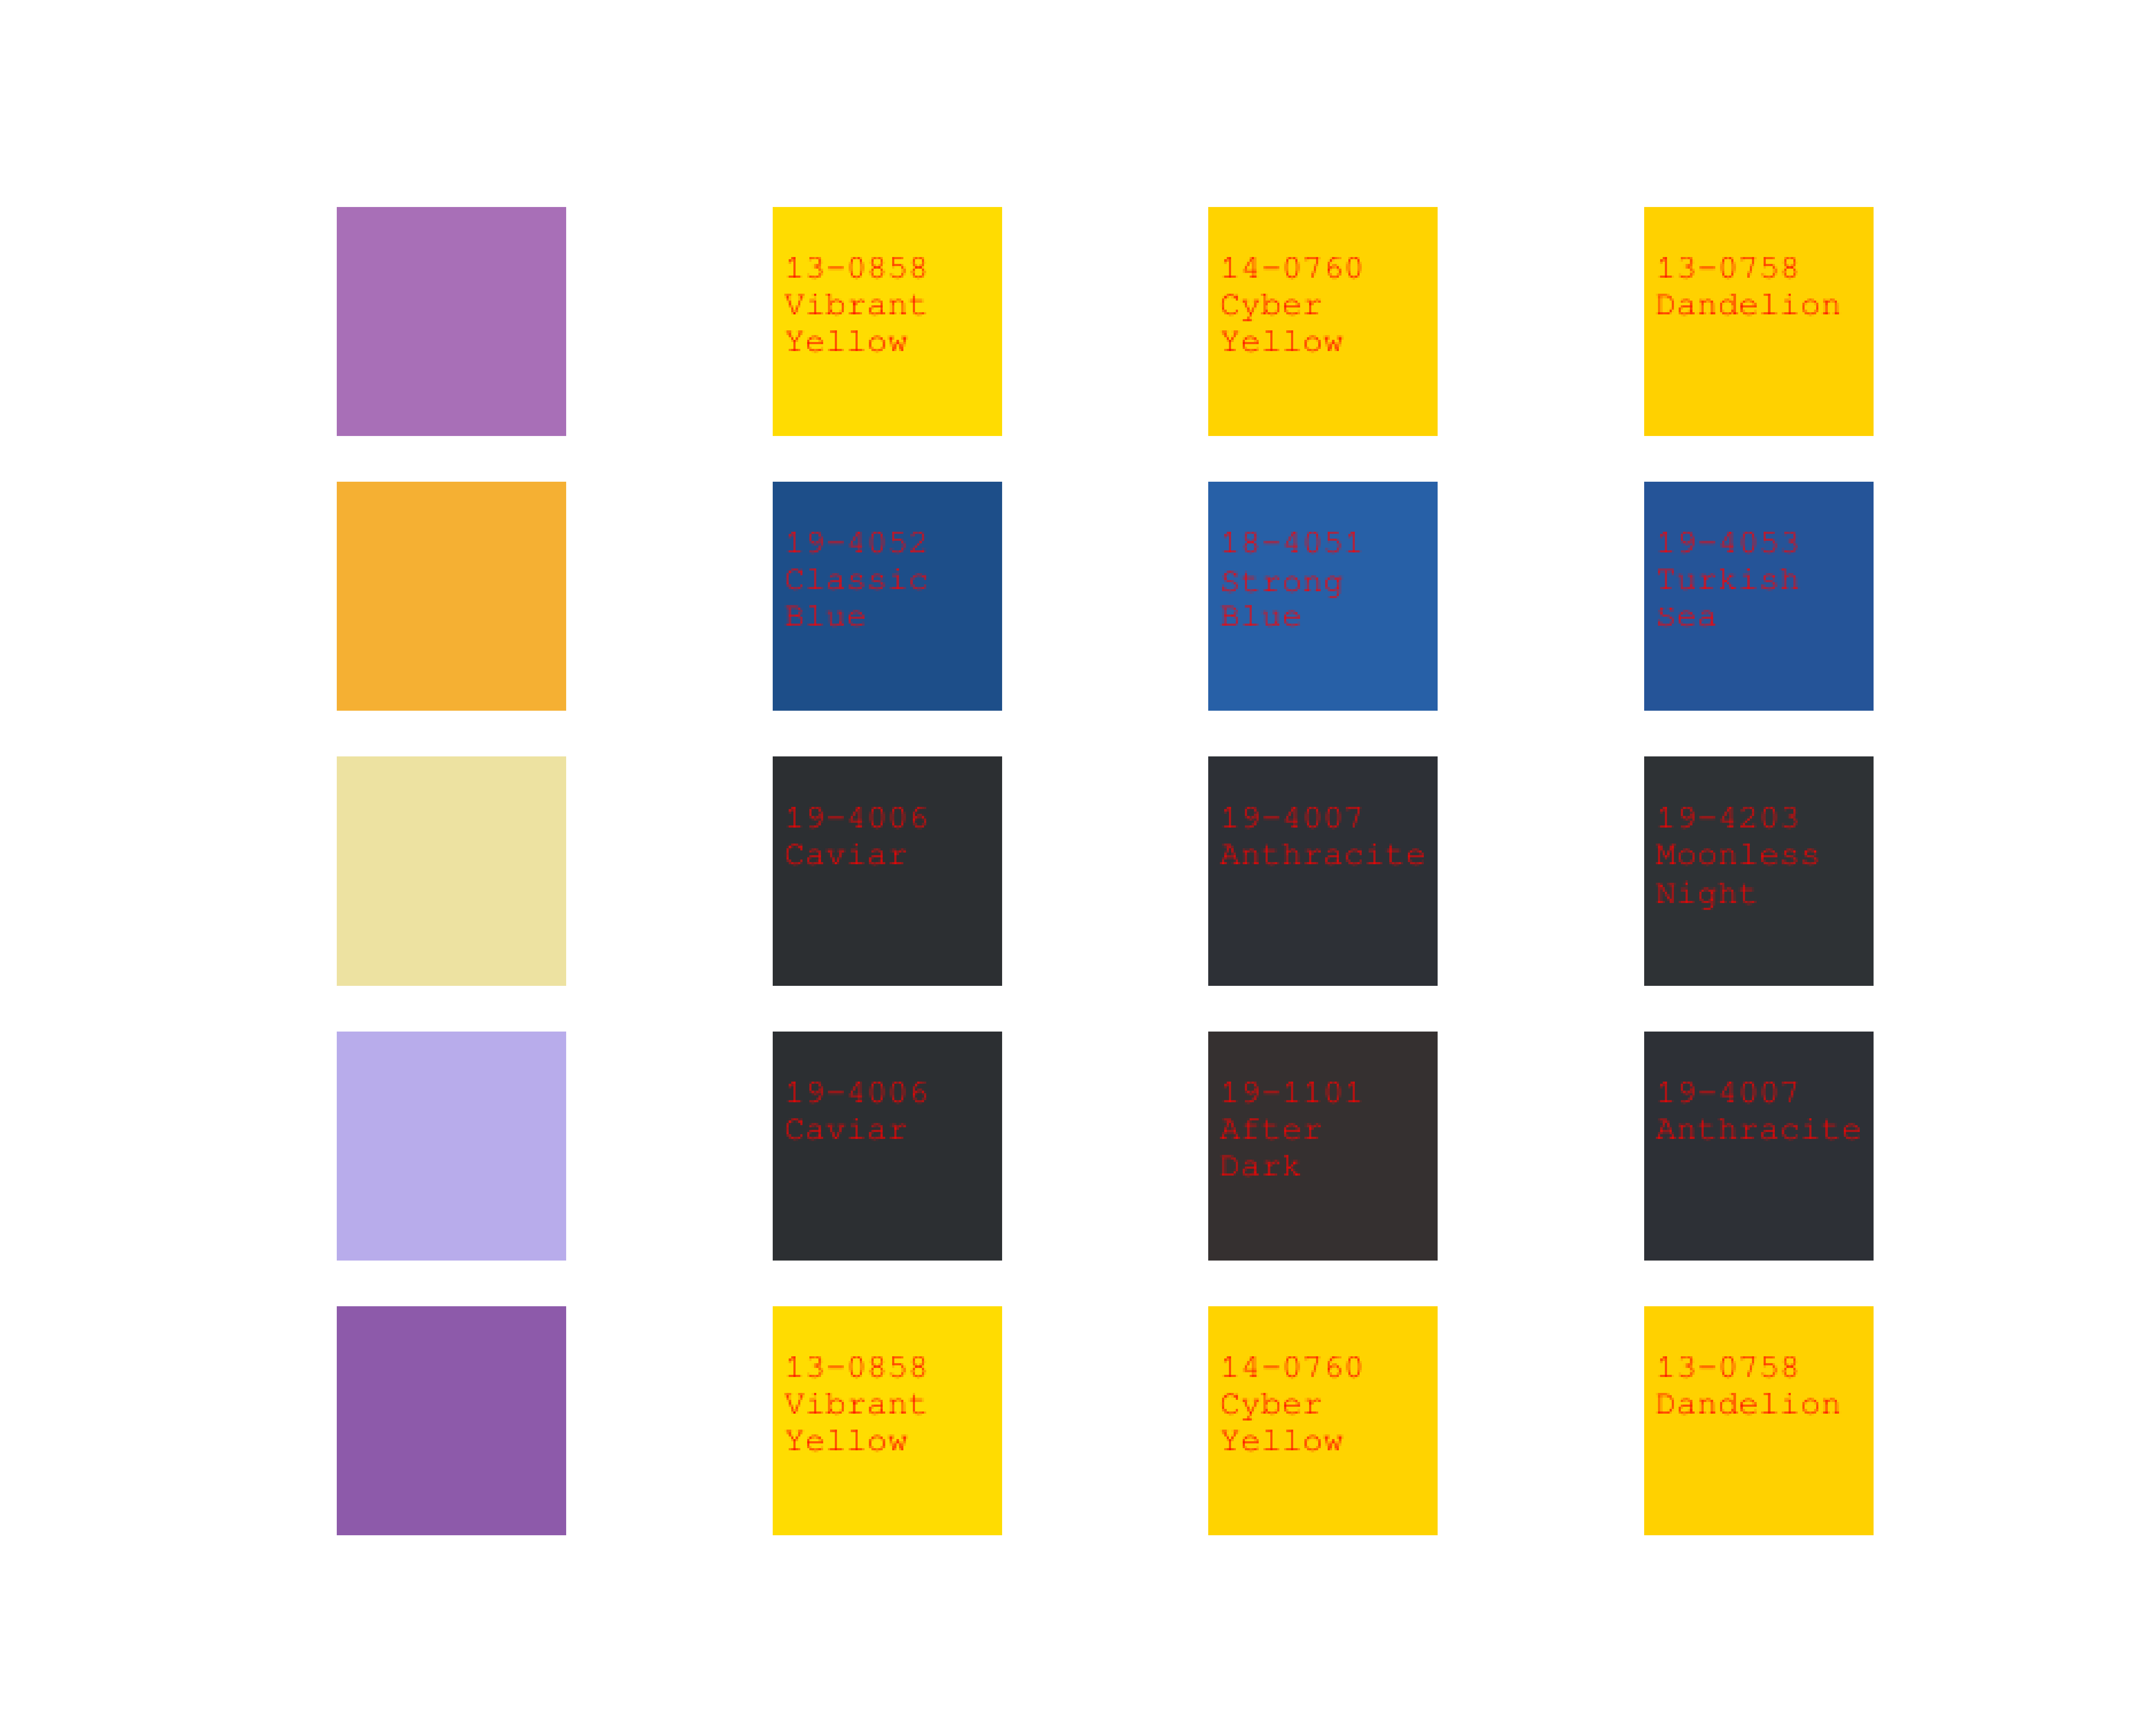 13-0858
Vibrant
Yellow
14-0760
Cyber
Yellow
13-0758
Dandelion
19-4052
Classic
Blue
18-4051
Strong
Blue
19-4053
Turkish
Sea
19-4006
Caviar
19-4007
Anthracite
19-4203
Moonless
Night
19-4006
Caviar
19-1101
After
Dark
19-4007
Anthracite
13-0858
Vibrant
Yellow
14-0760
Cyber
Yellow
13-0758
Dandelion